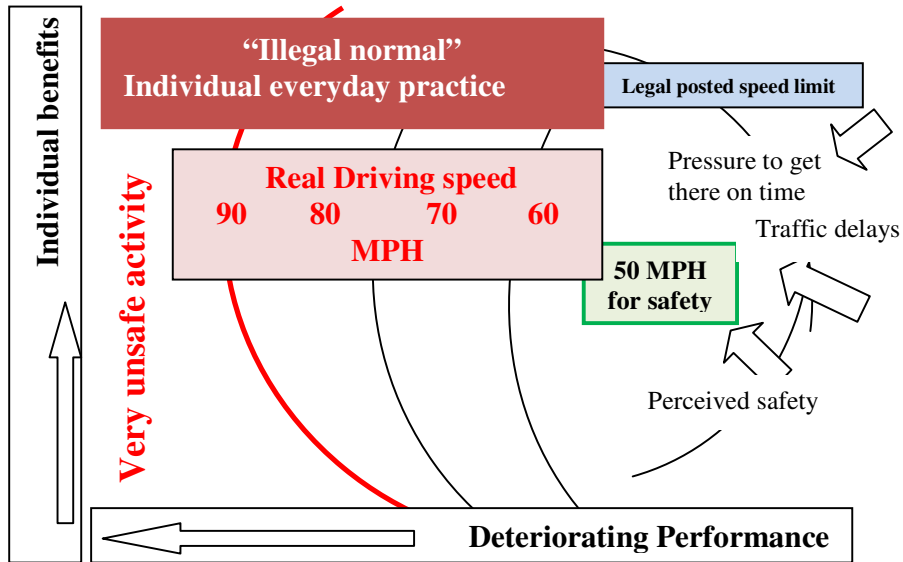 Individual benefits
“Illegal normal”
Individual everyday practice
Legal posted speed limit
Pressure to get
there on time
Traffic delays
Very unsafe activity
Real Driving speed
90 80 70 60
MPH
50 MPH
for safety
Perceived safety
Deteriorating Performance